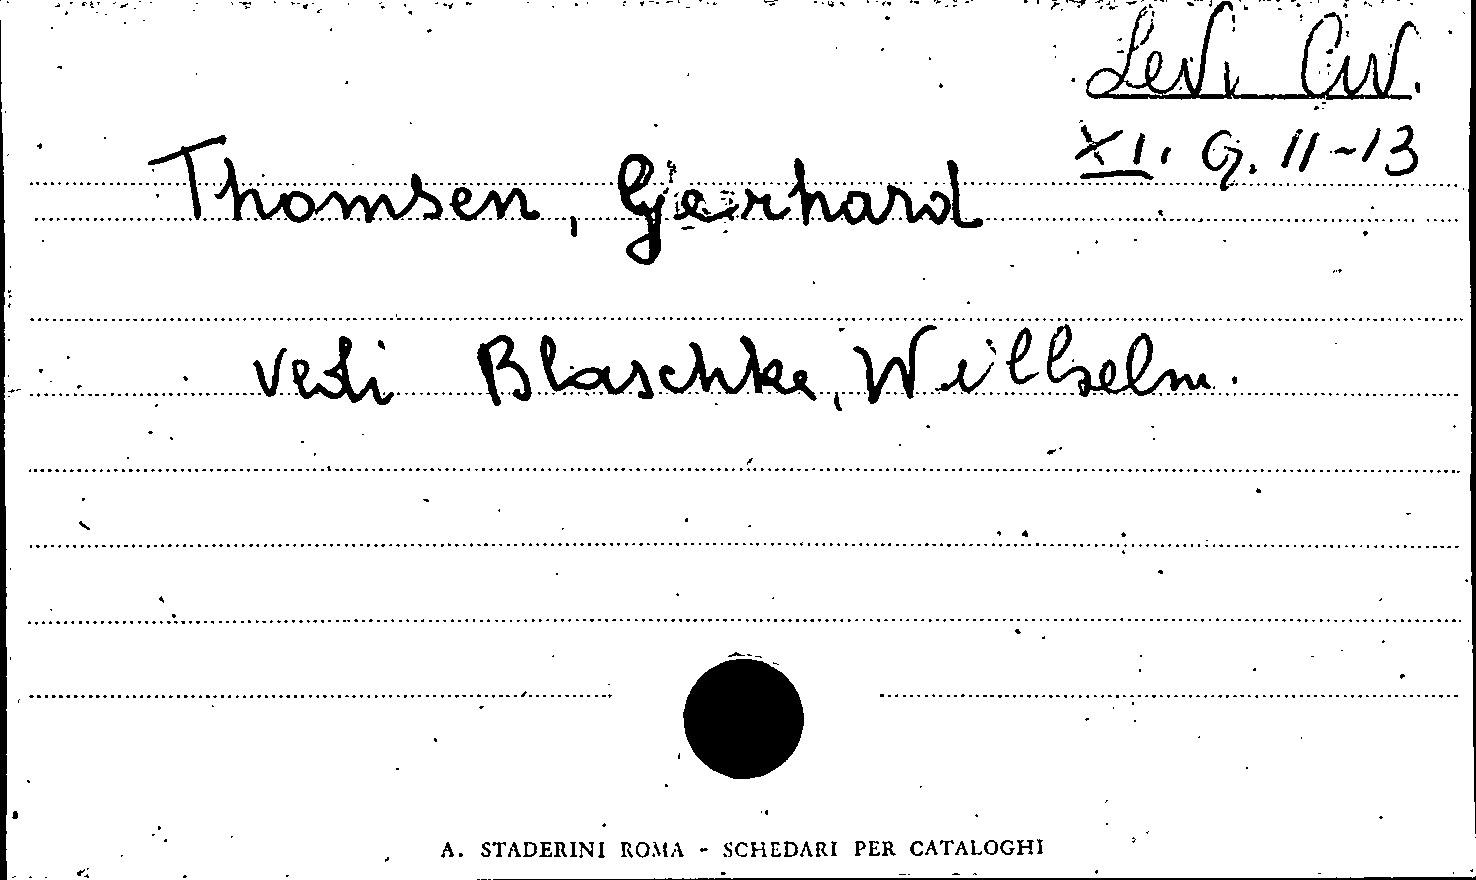 Levi Civ.
XI. G. 11-13
Thomsen, Gerhard
vedi Blaschke, Wilhelm.
A. STADERINI ROMA - SCHEDARI PER CATALOGHI